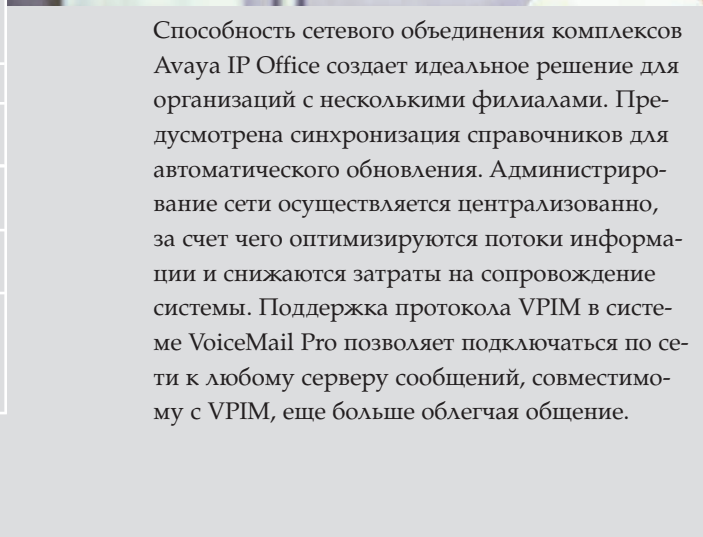 Способность сетевого объединения комплексов
Avaya IP Office создает идеальное решение для
организаций с несколькими филиалами. Пре-
дусмотрена синхронизация справочников для
автоматического обновления. Администриро-
вание сети осуществляется централизованно,
за счет чего оптимизируются потоки информа-
ции и снижаются затраты на сопровождение
системы. Поддержка протокола VPIM в систе-
ме VoiceMail Pro позволяет подключаться по се-
ти к любому серверу сообщений, совместимо-
му с VPIM, еще больше облегчая общение.